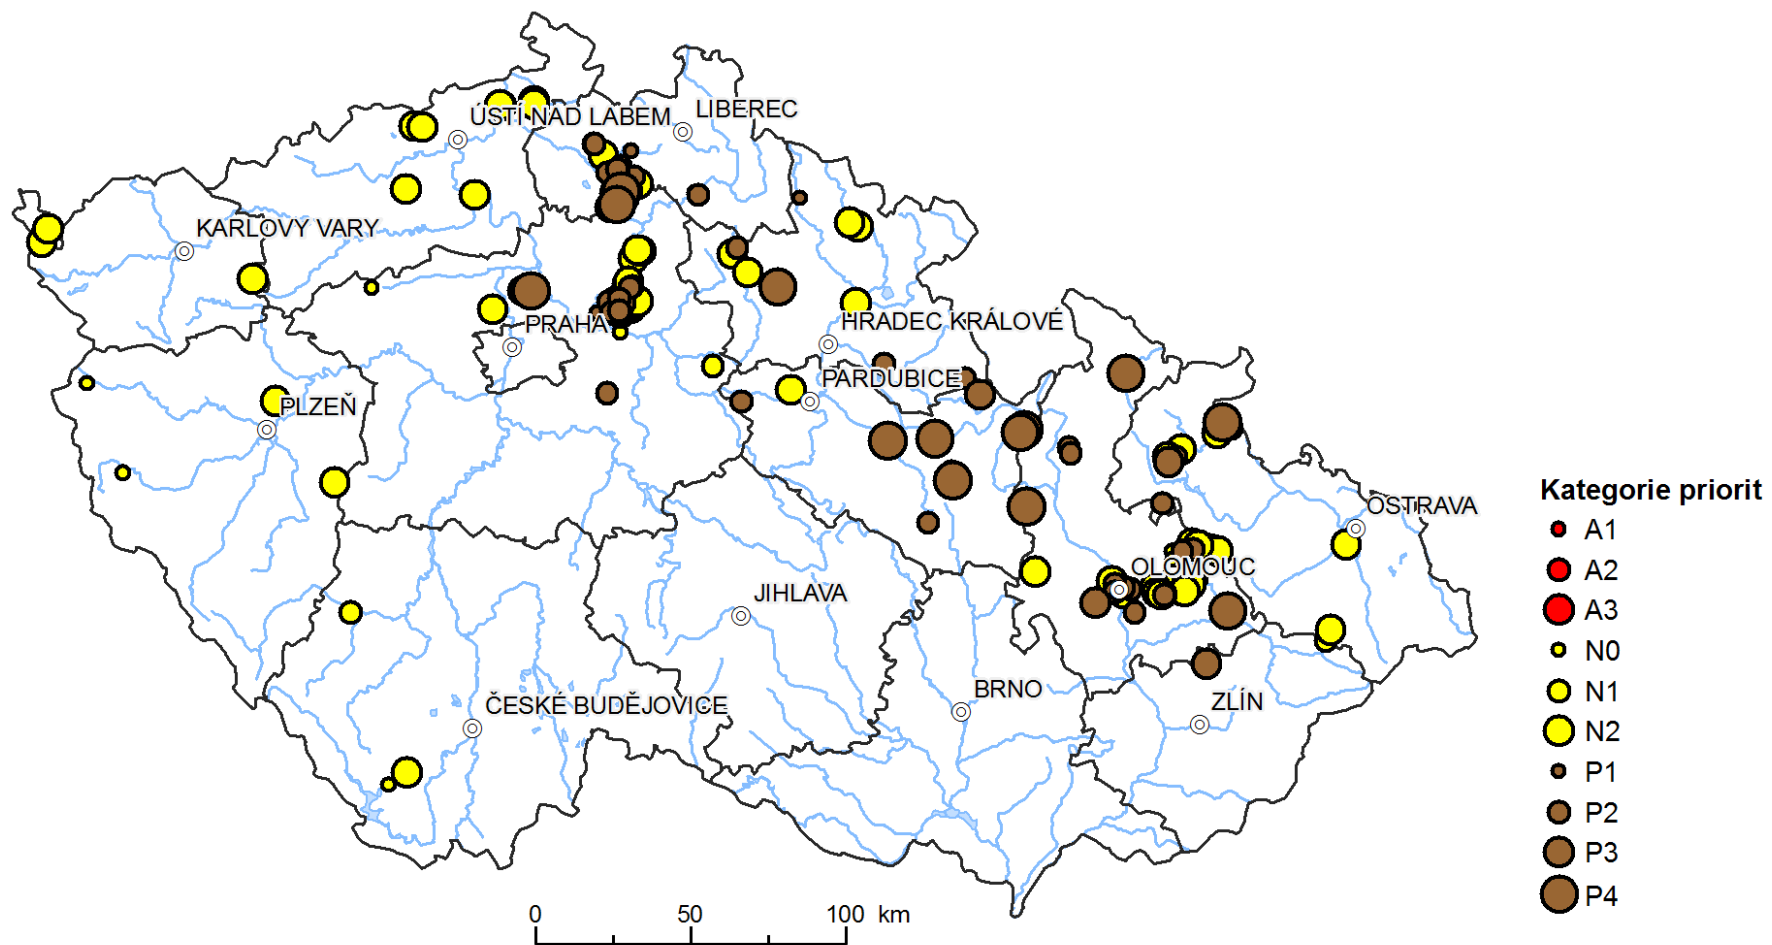 LIBEREC
ÚSTÍ NAD LABEM
KARLOVY VARY
PRAHA
HRADEC KRÁLOVÉ
PARDUBICE
PLZEŇ
OSTRAVA
OLOMOUC
JIHLAVA
BRNO
ZLÍN
ČESKÉ BUDĚJOVICE
Kategorie priorit
A1
A2
A3
N0
N1
N2
P1
P2
P3
P4
0 50 100 km